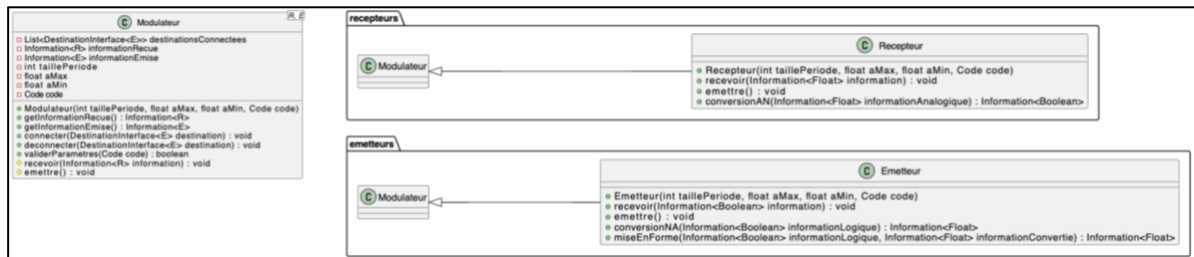 C Modulateur
R, E
List<DestinationInterface<E>> destinationsConnectees
Information<R> informationRecue
Information<E> informationEmise
int taillePeriode
float aMax
float aMin
Code code
Modulateur(int taillePeriode, float aMax, float aMin, Code code)
getInformationRecue() : Information<R>
getInformationEmise() : Information<E>
connecter(DestinationInterface<E> destination) : void
deconnecter(DestinationInterface<E> destination) : void
validerParametres(Code code) : boolean
recevoir(Information<R> information) : void
emettre() : void
recepteurs
C Modulateur
C Recepteur
Recepteur(int taillePeriode, float aMax, float aMin, Code code)
recevoir(Information<Float> information) : void
emettre() : void
conversionAN(Information<Float> informationAnalogique) : Information<Boolean>
emetteurs
C Modulateur
C Emetteur
Emetteur(int taillePeriode, float aMax, float aMin, Code code)
recevoir(Information<Boolean> information) : void
emettre() : void
conversionNA(Information<Boolean> informationLogique) : Information<Float>
miseEnForme(Information<Boolean> informationLogique, Information<Float> informationConvertie) : Information<Float>